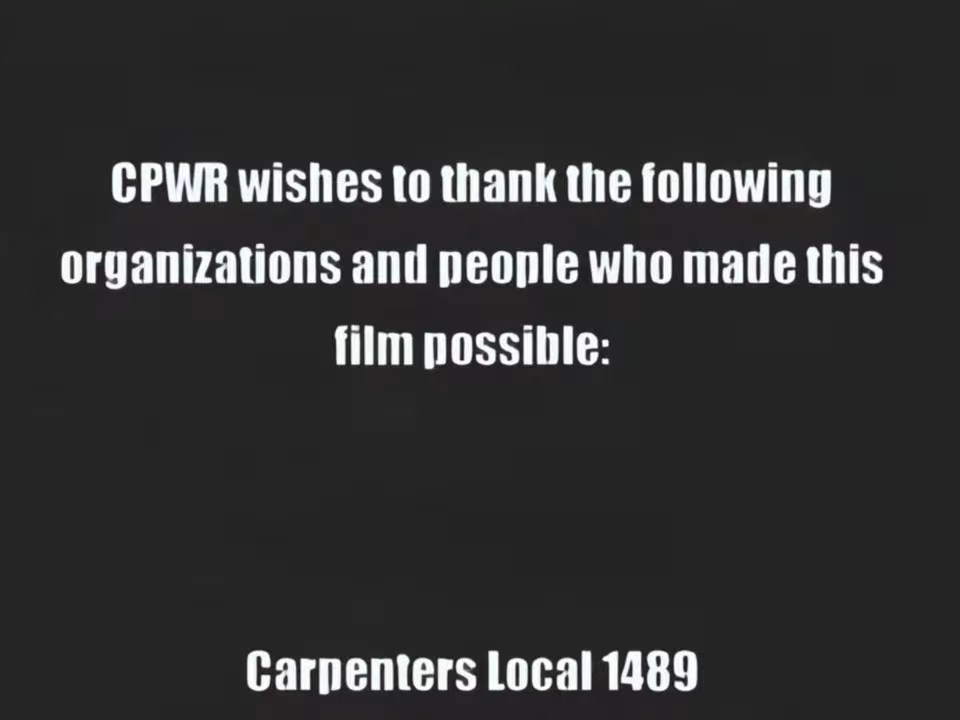 CPWR wishes to thank the following
organizations and people who made this
film possible:
Carpenters Local 1489